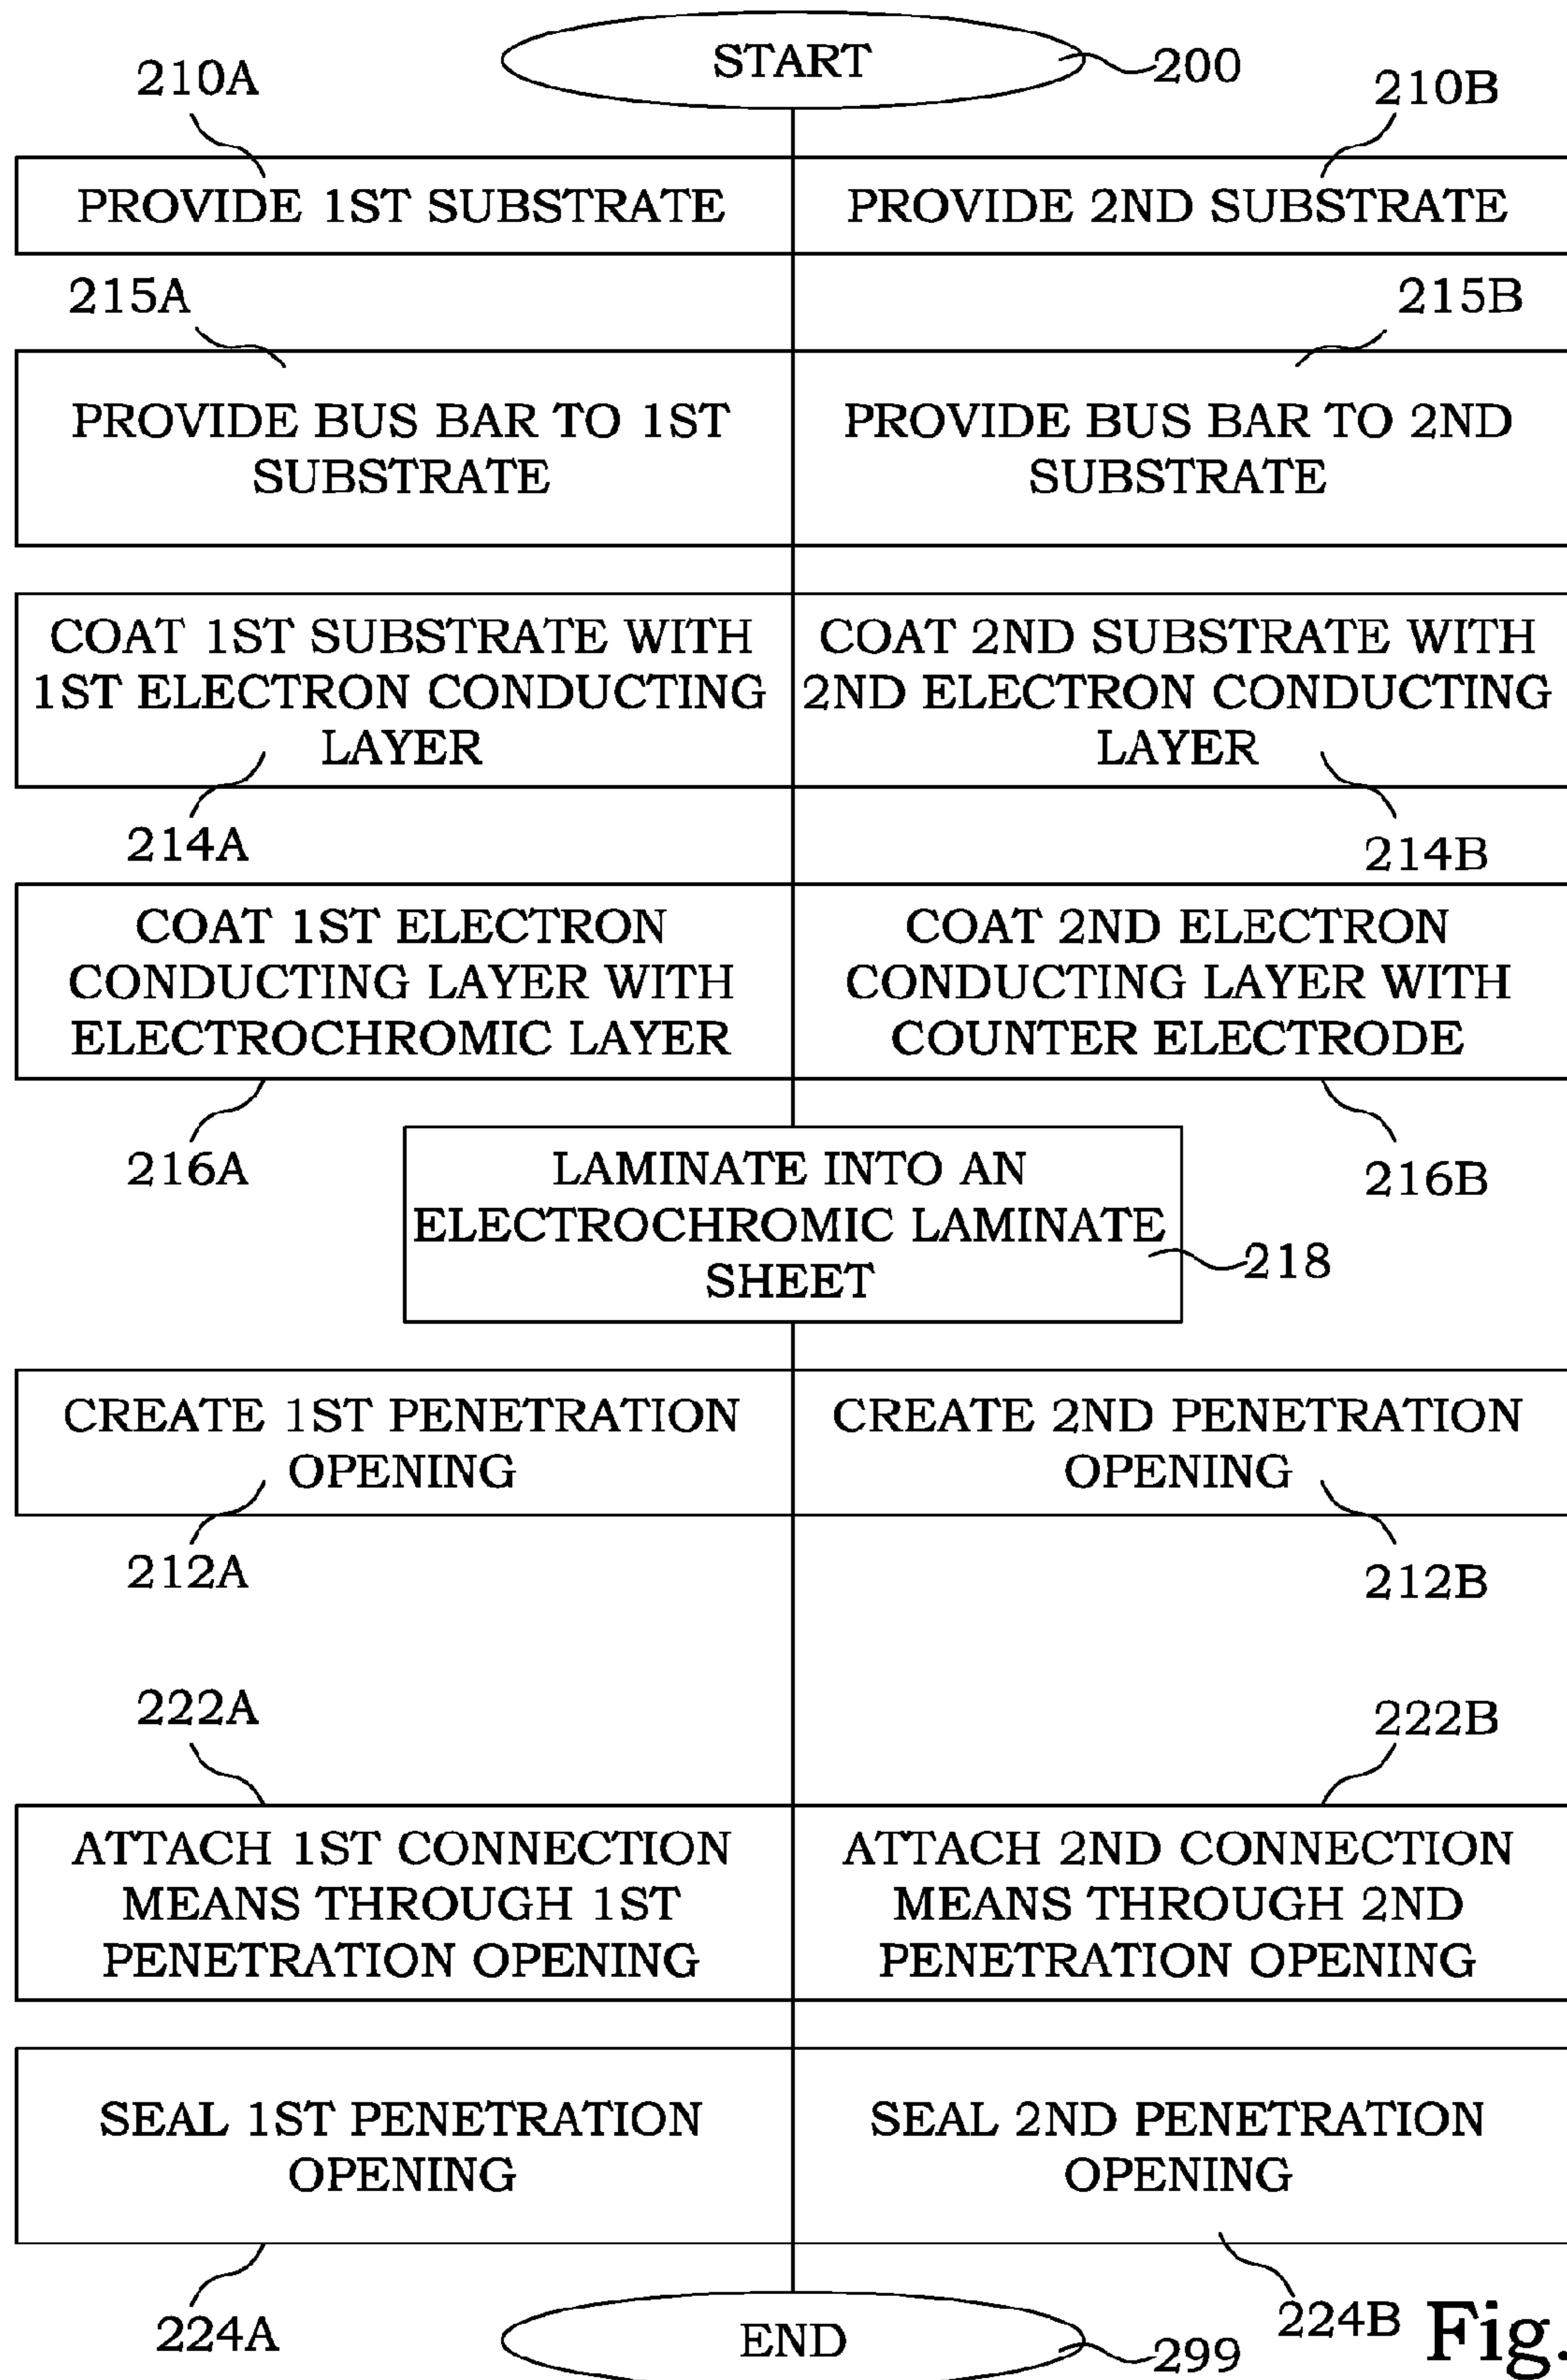 START
200
210A
210B
PROVIDE 1ST SUBSTRATE
PROVIDE 2ND SUBSTRATE
215A
215B
PROVIDE BUS BAR TO 1ST
SUBSTRATE
PROVIDE BUS BAR TO 2ND
SUBSTRATE
COAT 1ST SUBSTRATE WITH
1ST ELECTRON CONDUCTING
LAYER
COAT 2ND SUBSTRATE WITH
2ND ELECTRON CONDUCTING
LAYER
214A
214B
COAT 1ST ELECTRON
CONDUCTING LAYER WITH
ELECTROCHROMIC LAYER
COAT 2ND ELECTRON
CONDUCTING LAYER WITH
COUNTER ELECTRODE
216A
216B
LAMINATE INTO AN
ELECTROCHROMIC LAMINATE
SHEET
218
CREATE 1ST PENETRATION
OPENING
CREATE 2ND PENETRATION
OPENING
212A
212B
222A
222B
ATTACH 1ST CONNECTION
MEANS THROUGH 1ST
PENETRATION OPENING
ATTACH 2ND CONNECTION
MEANS THROUGH 2ND
PENETRATION OPENING
SEAL 1ST PENETRATION
OPENING
SEAL 2ND PENETRATION
OPENING
224A
224B
END
299
Fig.